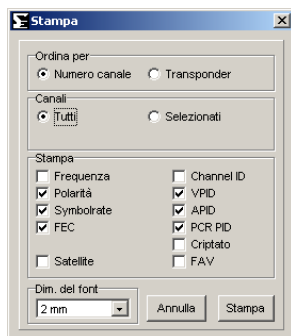 Stampa
Ordina per
Numero canale Transponder
Canali
Tutti Selezionati
Stampa
Frequenza Channel ID
Polarità VPID
Symbolrate APID
FEC PCR PID
Criptato
Satellite FAV
Dim. del font
2 mm Annulla Stampa